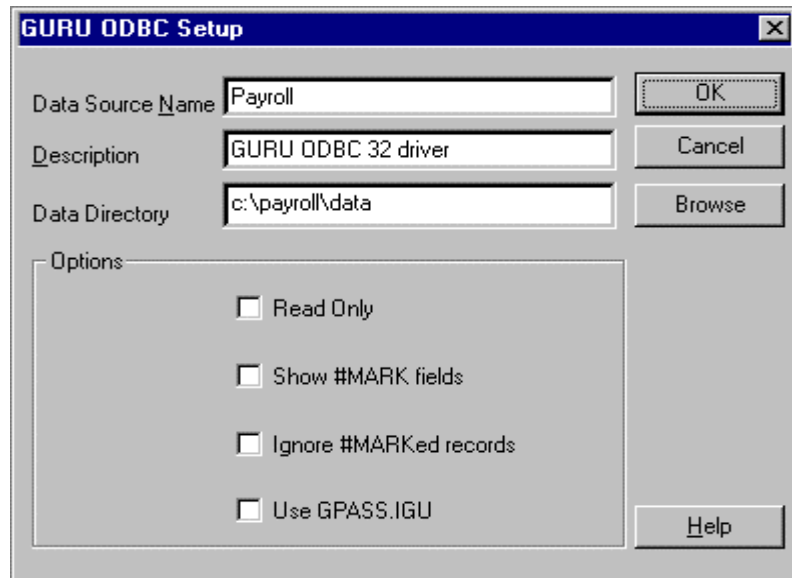 GURU ODBC Setup
Data Source Name Payroll OK
Description GURU ODBC 32 driver Cancel
Data Directory c:\payroll\data Browse
Options
Read Only
Show #MARK fields
Ignore #MARKed records
Use GPASS.IGU
Help